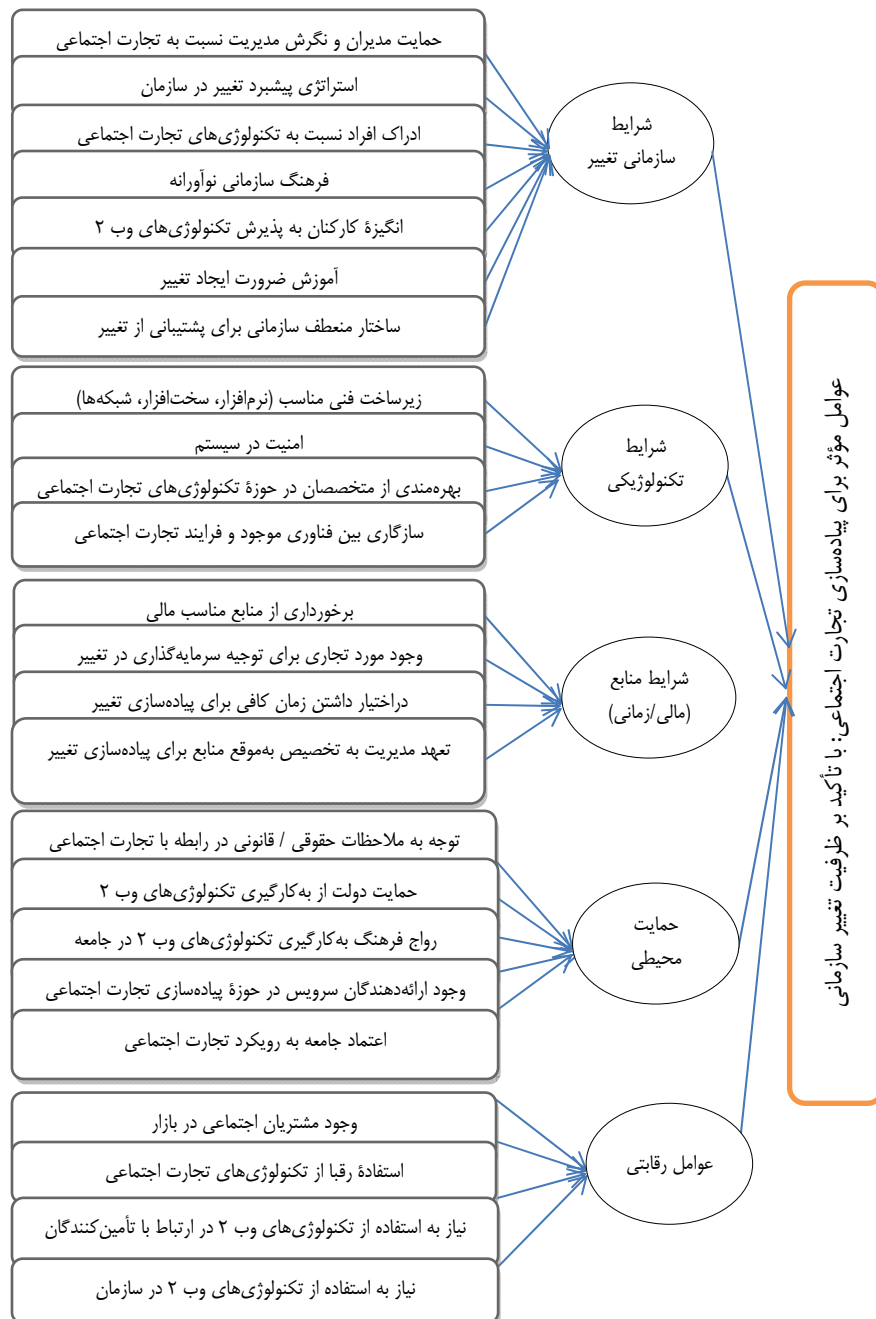 حمایت مدیران و نگرش مدیریت نسبت به تجارت اجتماعی
استراتژی پیشبرد تغییر در سازمان
ادراک افراد نسبت به تکنولوژی‌های تجارت اجتماعی
فرهنگ سازمانی نوآورانه
انگیزۀ کارکنان به پذیرش تکنولوژی‌های وب ۲
آموزش ضرورت ایجاد تغییر
ساختار منعطف سازمانی برای پشتیبانی از تغییر
شرایط
سازمانی تغییر
زیرساخت فنی مناسب (نرم‌افزار، سخت‌افزار، شبکه‌ها)
امنیت در سیستم
بهره‌مندی از متخصصان در حوزۀ تکنولوژی‌های تجارت اجتماعی
سازگاری بین فناوری موجود و فرایند تجارت اجتماعی
شرایط
تکنولوژیکی
برخورداری از منابع مناسب مالی
وجود مورد تجاری برای توجیه سرمایه‌گذاری در تغییر
دراختیار داشتن زمان کافی برای پیاده‌سازی تغییر
تعهد مدیریت به تخصیص به‌موقع منابع برای پیاده‌سازی تغییر
شرایط منابع
(مالی/زمانی)
توجه به ملاحظات حقوقی / قانونی در رابطه با تجارت اجتماعی
حمایت دولت از به‌کارگیری تکنولوژی‌های وب ۲
رواج فرهنگ به‌کارگیری تکنولوژی‌های وب ۲ در جامعه
وجود ارائه‌دهندگان سرویس در حوزۀ پیاده‌سازی تجارت اجتماعی
اعتماد جامعه به رویکرد تجارت اجتماعی
حمایت
محیطی
وجود مشتریان اجتماعی در بازار
استفادۀ رقبا از تکنولوژی‌های تجارت اجتماعی
نیاز به استفاده از تکنولوژی‌های وب ۲ در ارتباط با تأمین‌کنندگان
نیاز به استفاده از تکنولوژی‌های وب ۲ در سازمان
عوامل رقابتی
عوامل مؤثر برای پیاده‌سازی تجارت اجتماعی: با تأکید بر ظرفیت تغییر سازمانی